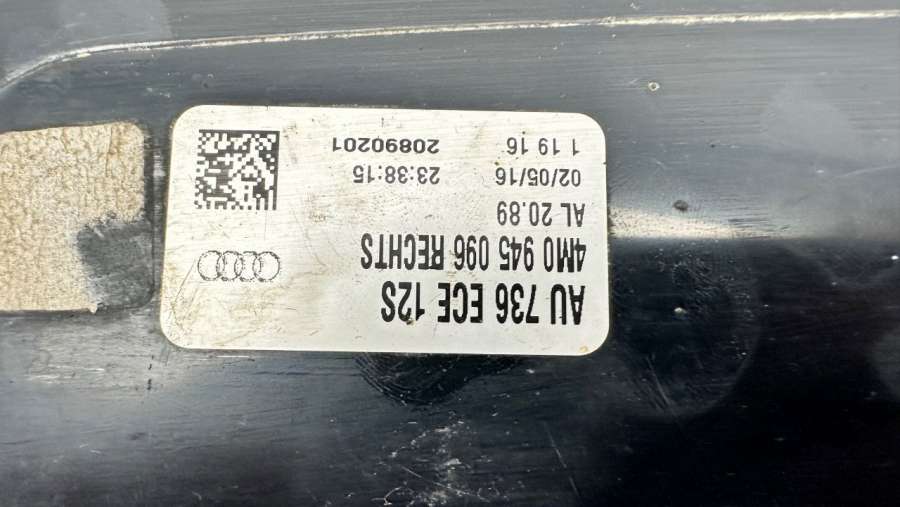 AU 736 ECE 12S
4M0 945 096 RECHTS
AL 20.89
02/05/16 23:38:15
1 19 16 20890201